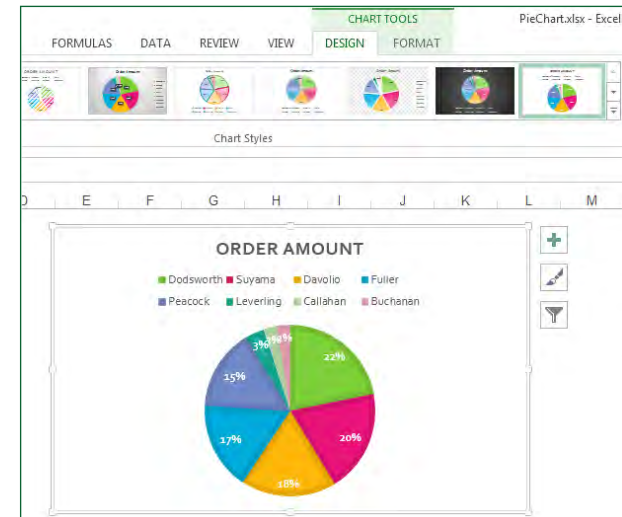 CHART TOOLS PieChart.xlsx - Excel
FORMULAS DATA REVIEW VIEW DESIGN FORMAT
Chart Styles
E F G H I J K L M
ORDER AMOUNT
Dodsworth Suyama Davolio Fuller
Peacock Leverling Callahan Buchanan
3%
22%
15%
17%
20%
18%